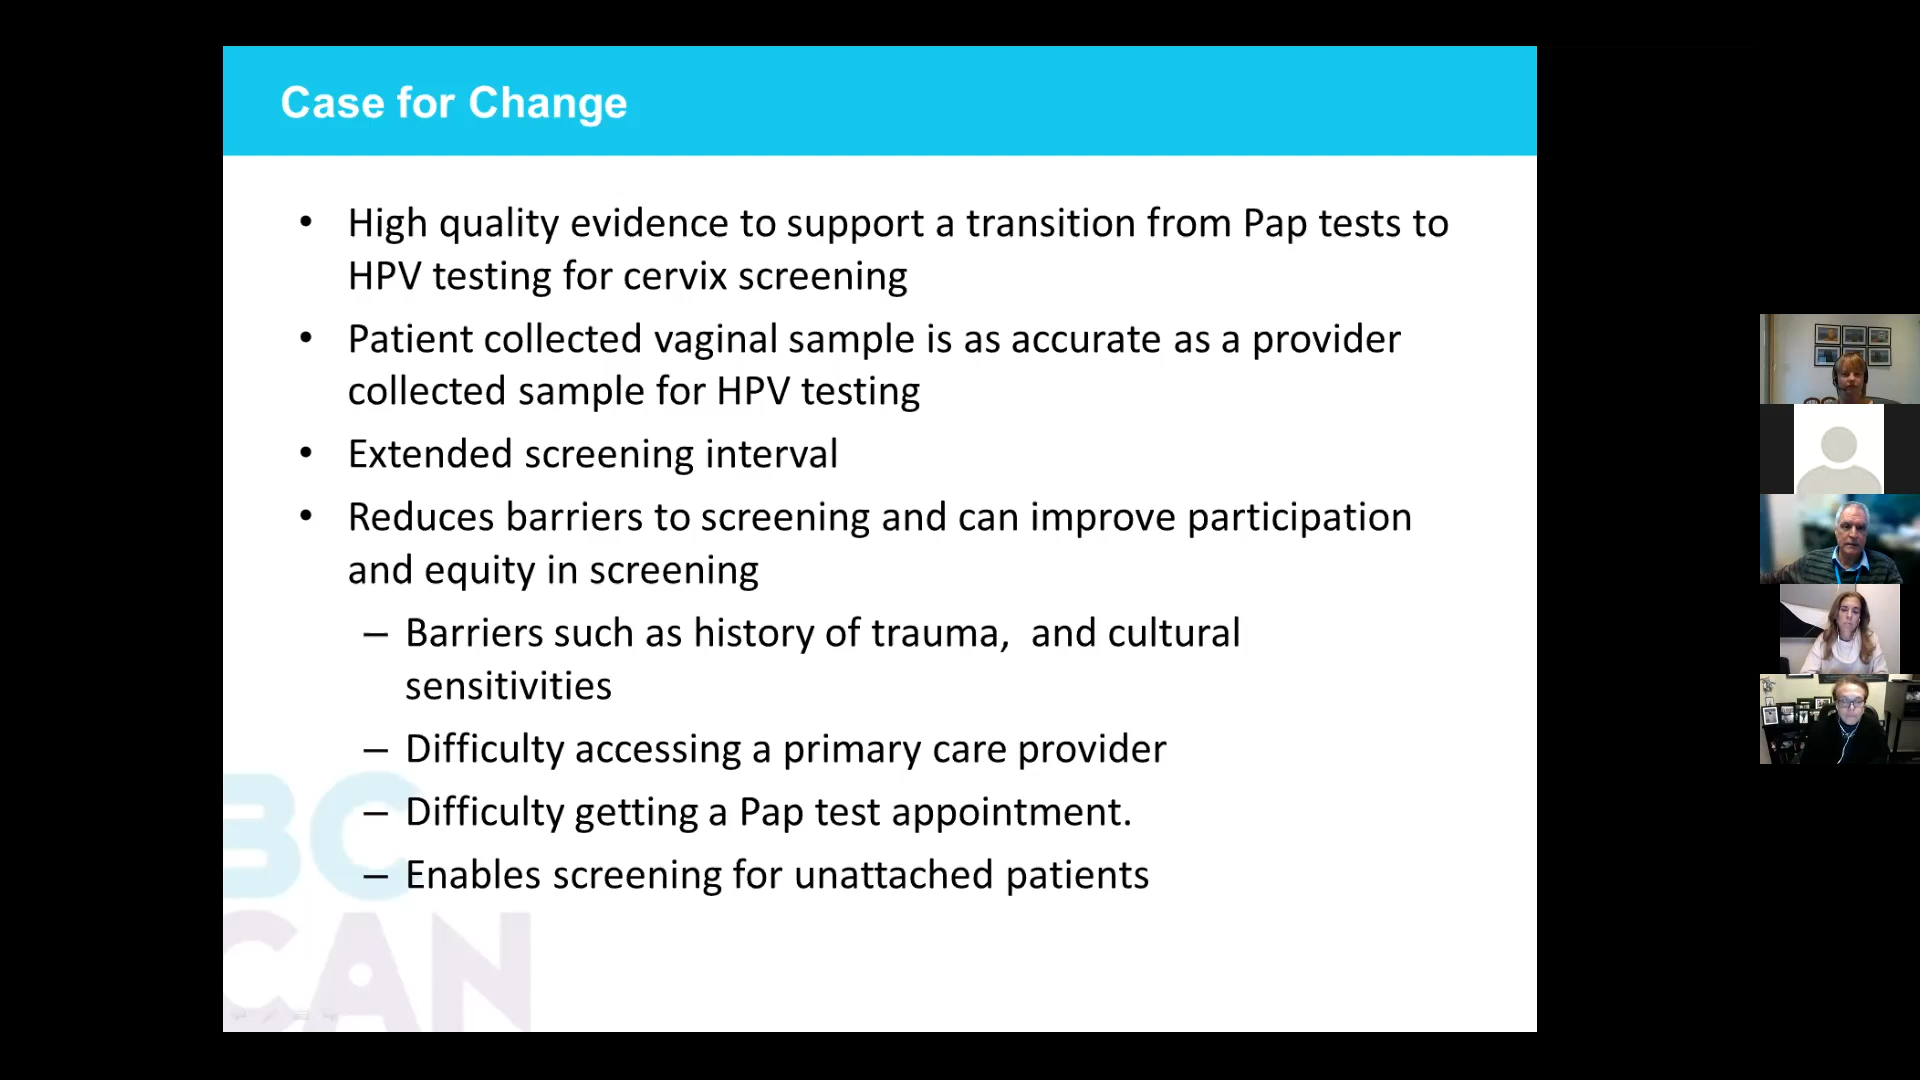 Case for Change
• High quality evidence to support a transition from Pap tests to
HPV testing for cervix screening
• Patient collected vaginal sample is as accurate as a provider
collected sample for HPV testing
• Extended screening interval
• Reduces barriers to screening and can improve participation
and equity in screening
– Barriers such as history of trauma,  and cultural
sensitivities
– Difficulty accessing a primary care provider
– Difficulty getting a Pap test appointment.
– Enables screening for unattached patients
BC
CAN